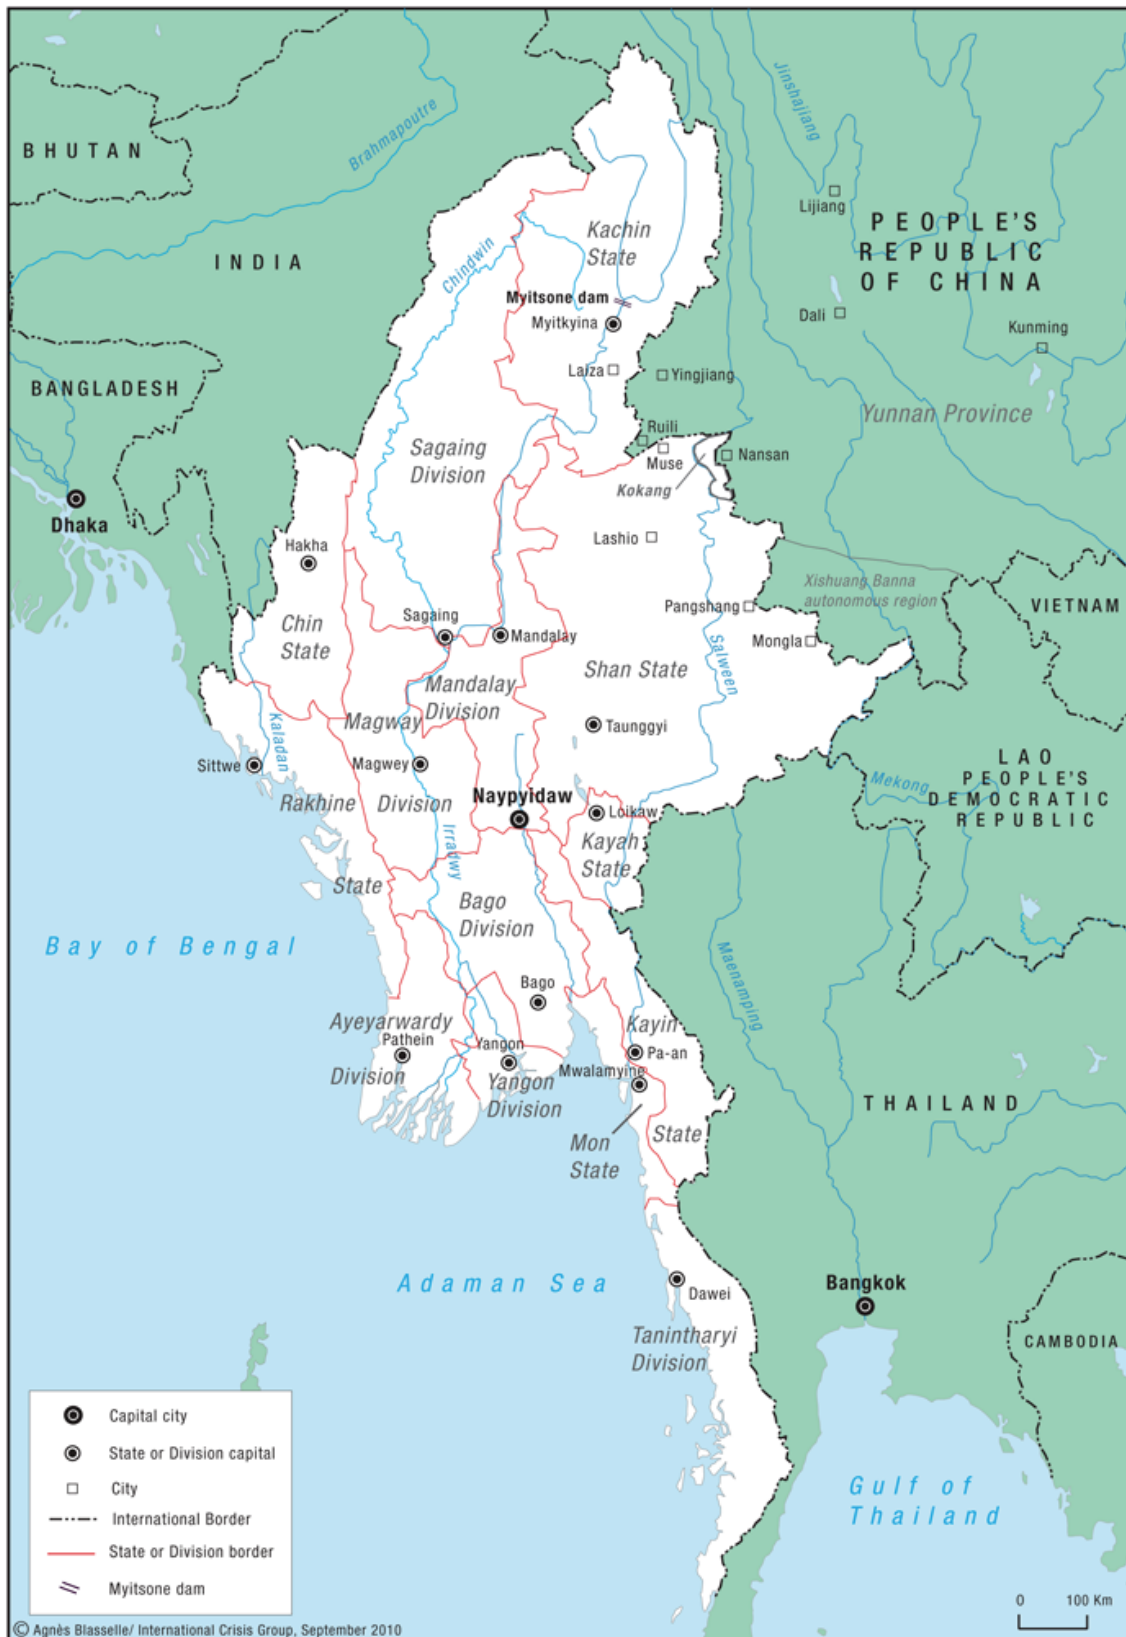 BHUTAN
Brahmapoutre
INDIA
BANGLADESH
Dhaka
Jinshajiang
Lijiang
PEOPLE'S
REPUBLIC
OF CHINA
Dali
Kunming
Yunnan Province
Chindwin
Kachin
State
Myitsone dam
Myitkyina
Laiza
Yingjiang
Ruili
Muse
Nansan
Kokang
Sagaing
Division
Hakha
Lashio
Xishuang Banna
autonomous region
VIETNAM
Pangshang
Mongla
Chin
State
Sagaing
Mandalay
Mandalay
Division
Shan State
Salween
Taunggyi
Magway
Division
Magwey
Kaladan
Sittwe
Rakhine
State
Naypyidaw
Loikaw
Kayah
State
Irradwy
Mekong
LAO
PEOPLE'S
DEMOCRATIC
REPUBLIC
Bago
Division
Bay of Bengal
Maenamping
Bago
Ayeyarwardy
Division
Pathein
Yangon
Yangon
Division
Kayin
State
Pa-an
Mwalamyine
Mon
State
THAILAND
Adaman Sea
Dawei
Bangkok
Tanintharyi
Division
CAMBODIA
Gulf of
Thailand
Capital city
State or Division capital
City
International Border
State or Division border
Myitsone dam
0 100 Km
© Agnès Blasselle/ International Crisis Group, September 2010